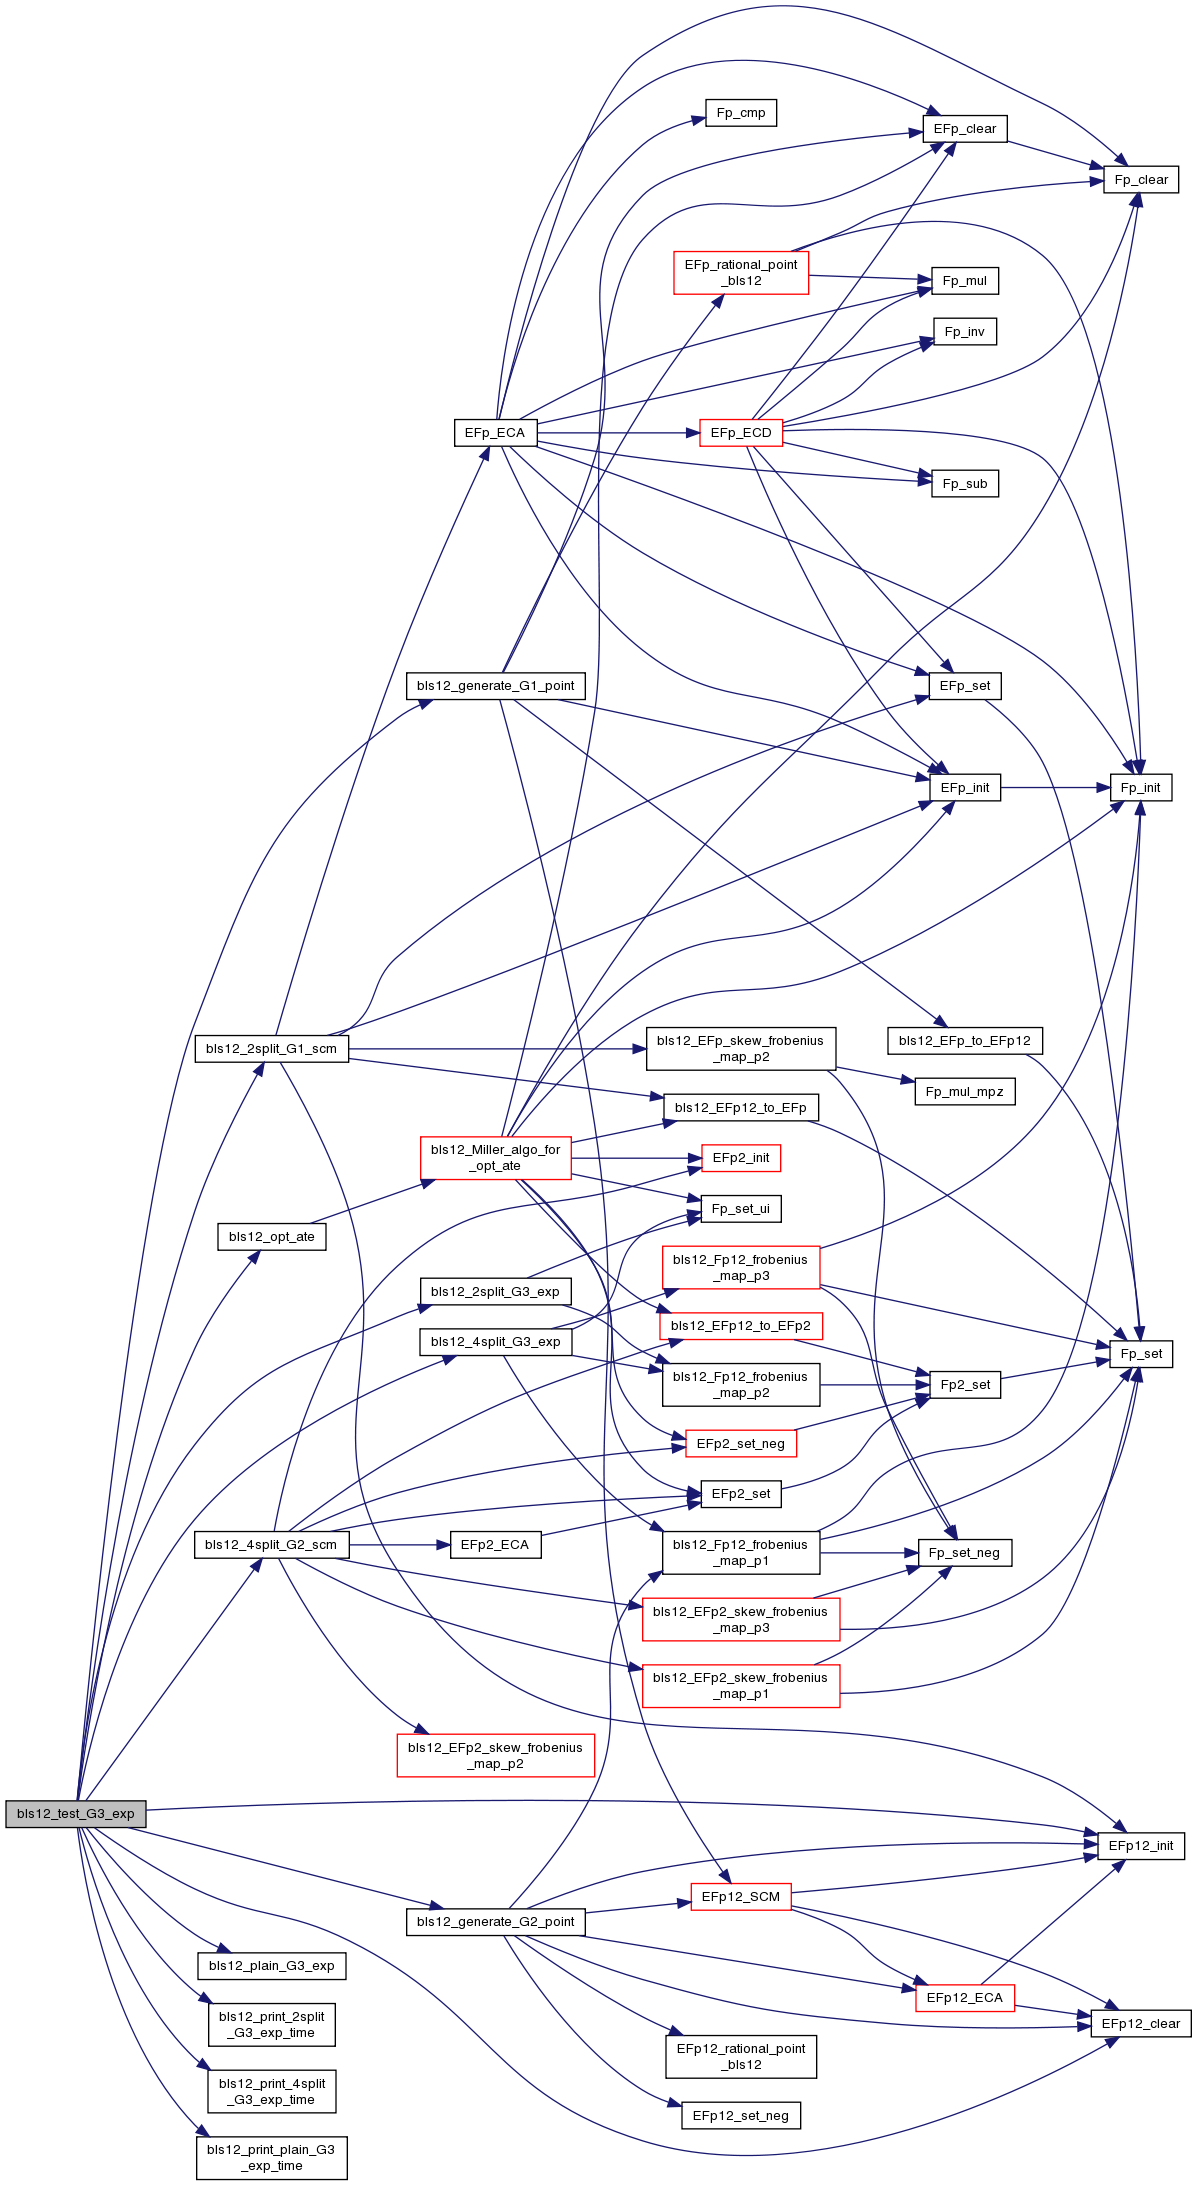 Fp_cmp
EFp_clear
Fp_clear
EFp_rational_point
_bls12
Fp_mul
Fp_inv
EFp_ECA
EFp_ECD
Fp_sub
bls12_generate_G1_point
EFp_set
EFp_init
Fp_init
bls12_2split_G1_scm
bls12_EFp_skew_frobenius
_map_p2
bls12_EFp_to_EFp12
Fp_mul_mpz
bls12_EFp12_to_EFp
bls12_Miller_algo_for
_opt_ate
EFp2_init
Fp_set_ui
bls12_opt_ate
bls12_Fp12_frobenius
_map_p3
bls12_2split_G3_exp
bls12_EFp12_to_EFp2
bls12_4split_G3_exp
Fp_set
bls12_Fp12_frobenius
_map_p2
Fp2_set
EFp2_set_neg
EFp2_set
bls12_4split_G2_scm
EFp2_ECA
bls12_Fp12_frobenius
_map_p1
Fp_set_neg
bls12_EFp2_skew_frobenius
_map_p3
bls12_EFp2_skew_frobenius
_map_p1
bls12_EFp2_skew_frobenius
_map_p2
bls12_test_G3_exp
EFp12_init
EFp12_SCM
bls12_generate_G2_point
bls12_plain_G3_exp
EFp12_ECA
bls12_print_2split
_G3_exp_time
EFp12_clear
EFp12_rational_point
_bls12
bls12_print_4split
_G3_exp_time
EFp12_set_neg
bls12_print_plain_G3
_exp_time